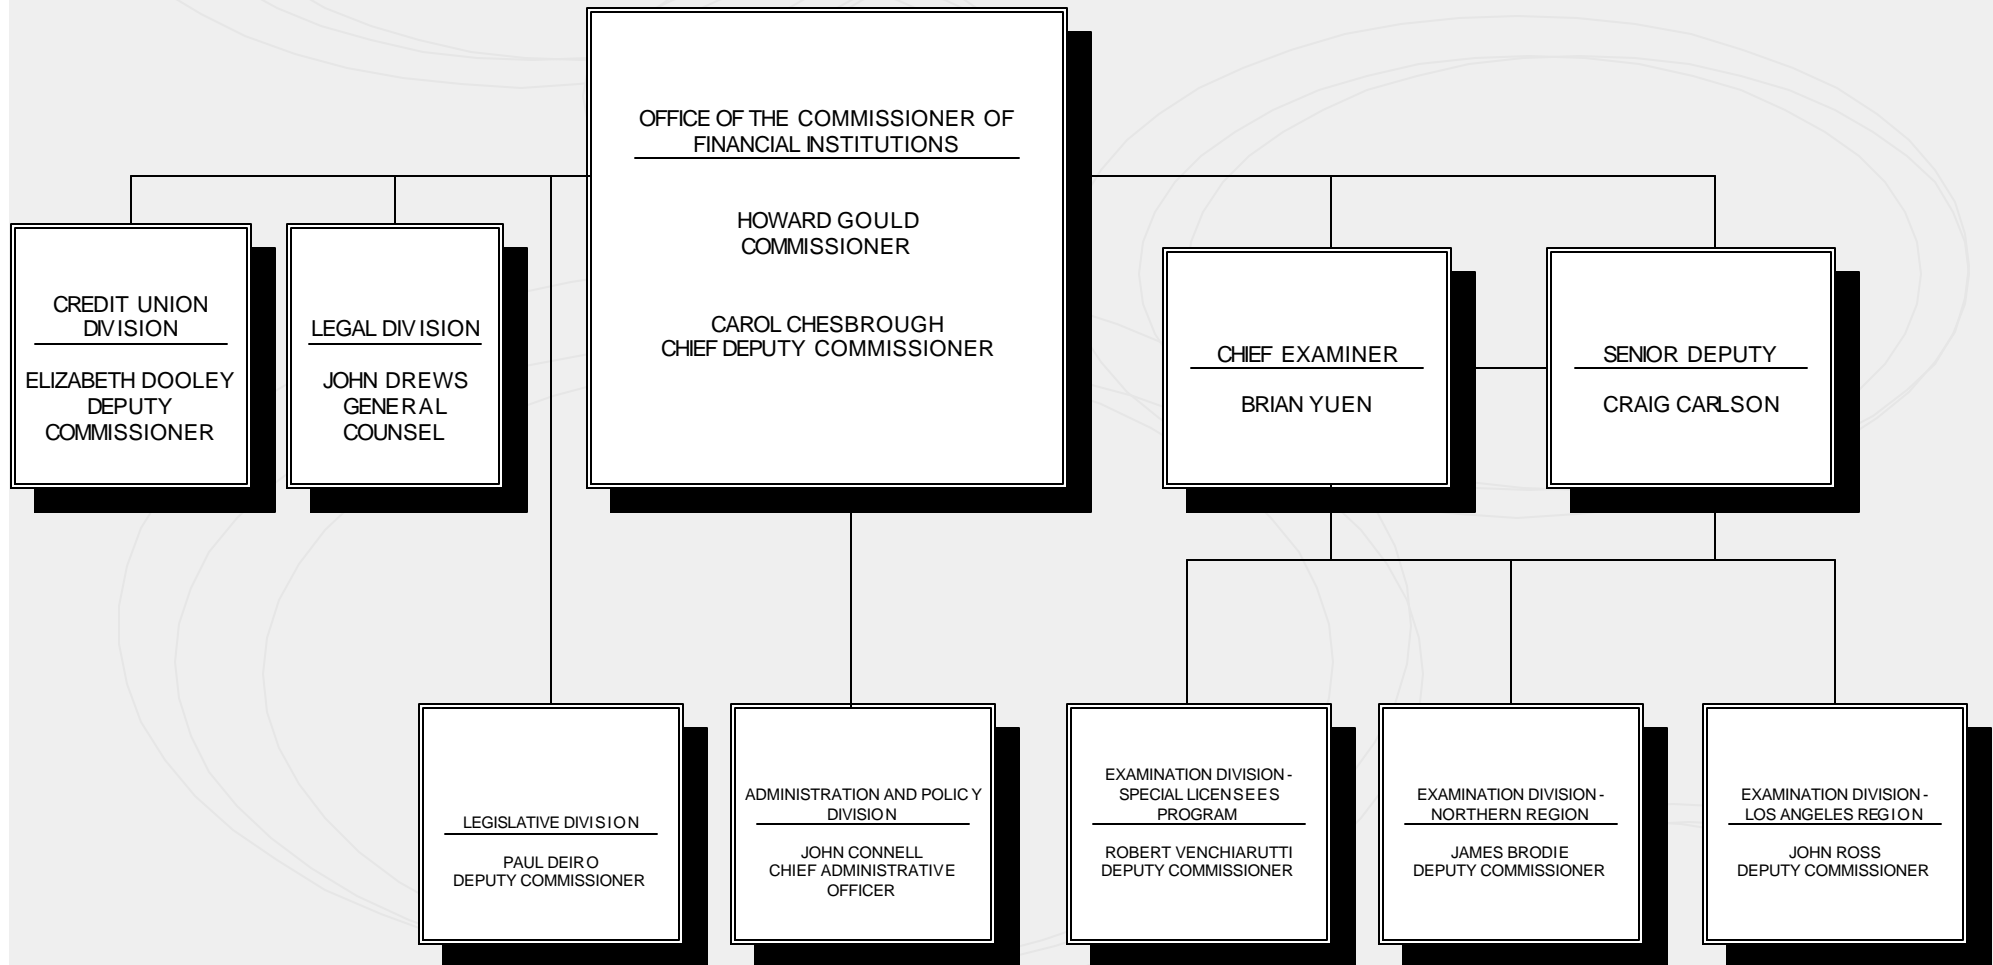 OFFICE OF THE COMMISSIONER OF
FINANCIAL INSTITUTIONS
HOWARD GOULD
COMMISSIONER
CAROL CHESBROUGH
CHIEF DEPUTY COMMISSIONER
CREDIT UNION
DIVISION
ELIZABETH DOOLEY
DEPUTY
COMMISSIONER
LEGAL DIVISION
JOHN DREWS
GENERAL
COUNSEL
CHIEF EXAMINER
BRIAN YUEN
SENIOR DEPUTY
CRAIG CARLSON
LEGISLATIVE DIVISION
PAUL DEIRO
DEPUTY COMMISSIONER
ADMINISTRATION AND POLICY
DIVISION
JOHN CONNELL
CHIEF ADMINISTRATIVE
OFFICER
EXAMINATION DIVISION-
SPECIAL LICENSEES
PROGRAM
ROBERT VENCHIARUTTI
DEPUTY COMMISSIONER
EXAMINATION DIVISION-
NORTHERN REGION
JAMES BRODIE
DEPUTY COMMISSIONER
EXAMINATION DIVISION-
LOS ANGELES REGION
JOHN ROSS
DEPUTY COMMISSIONER